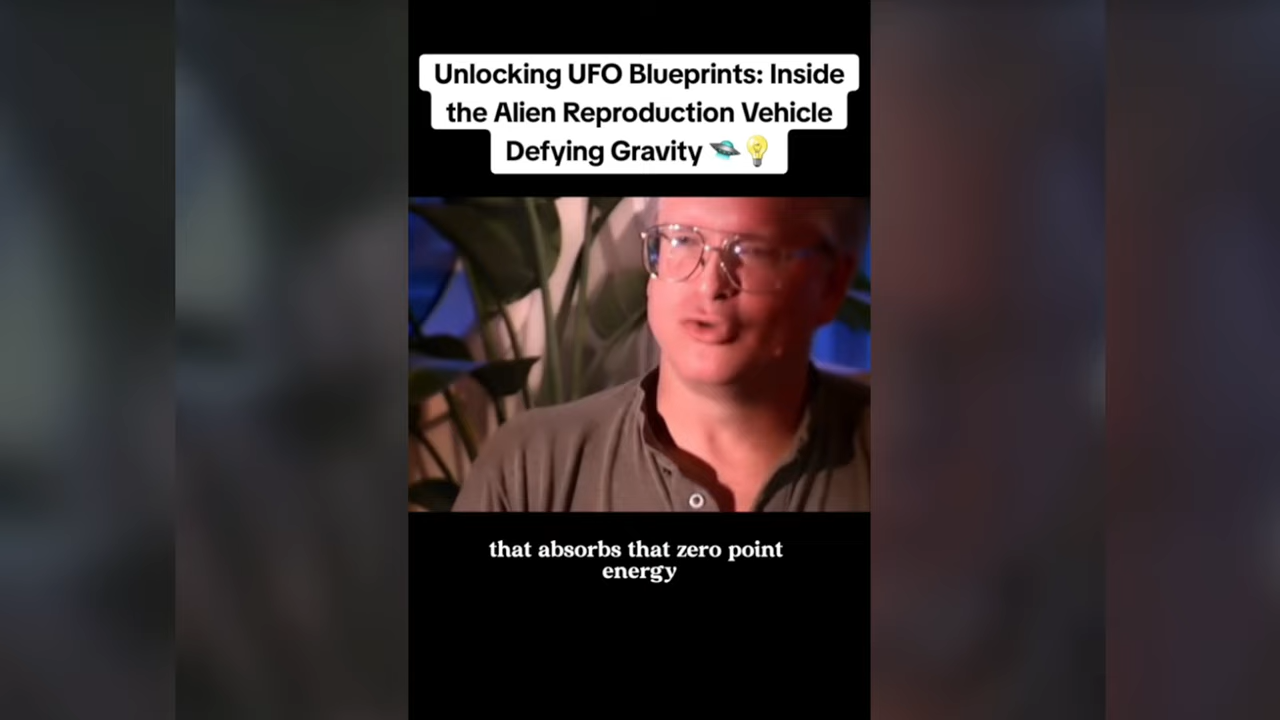 Unlocking UFO Blueprints: Inside
the Alien Reproduction Vehicle
Defying Gravity 🛸💡
that absorbs that zero point
energy